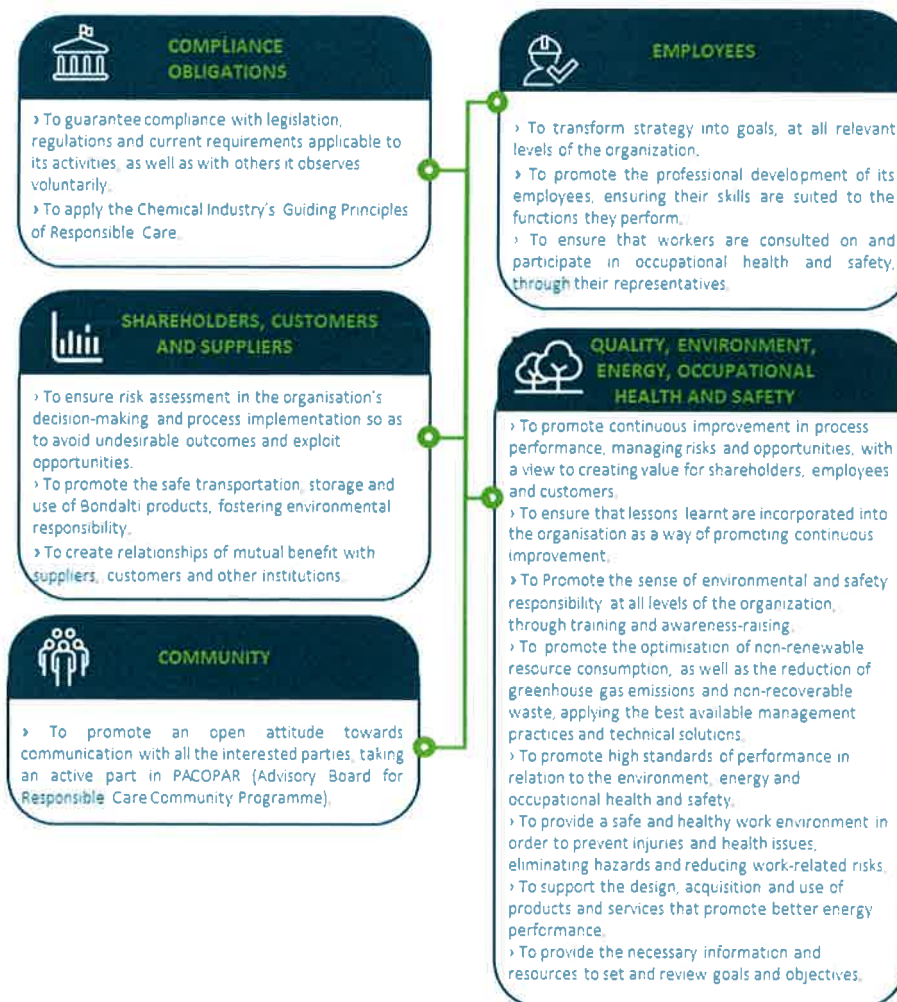 COMPLIANCE
OBLIGATIONS
› To guarantee compliance with legislation,
regulations and current requirements applicable to
its activities, as well as with others it observes
voluntarily.
› To apply the Chemical Industry's Guiding Principles
of Responsible Care.
SHAREHOLDERS, CUSTOMERS
AND SUPPLIERS
› To ensure risk assessment in the organisation's
decision-making and process implementation so as
to avoid undesirable outcomes and exploit
opportunities.
› To promote the safe transportation, storage and
use of Bondalti products, fostering environmental
responsibility.
› To create relationships of mutual benefit with
suppliers, customers and other institutions.
COMMUNITY
› To promote an open attitude towards
communication with all the interested parties, taking
an active part in PACOPAR (Advisory Board for
Responsible Care Community Programme).
EMPLOYEES
› To transform strategy into goals, at all relevant
levels of the organization.
› To promote the professional development of its
employees, ensuring their skills are suited to the
functions they perform.
› To ensure that workers are consulted on and
participate in occupational health and safety,
through their representatives.
QUALITY, ENVIRONMENT,
ENERGY, OCCUPATIONAL
HEALTH AND SAFETY
› To promote continuous improvement in process
performance, managing risks and opportunities, with
a view to creating value for shareholders, employees
and customers.
› To ensure that lessons learnt are incorporated into
the organisation as a way of promoting continuous
improvement.
› To Promote the sense of environmental and safety
responsibility at all levels of the organization,
through training and awareness-raising.
› To promote the optimisation of non-renewable
resource consumption, as well as the reduction of
greenhouse gas emissions and non-recoverable
waste, applying the best available management
practices and technical solutions.
› To promote high standards of performance in
relation to the environment, energy and
occupational health and safety.
› To provide a safe and healthy work environment in
order to prevent injuries and health issues,
eliminating hazards and reducing work-related risks.
› To support the design, acquisition and use of
products and services that promote better energy
performance.
› To provide the necessary information and
resources to set and review goals and objectives.